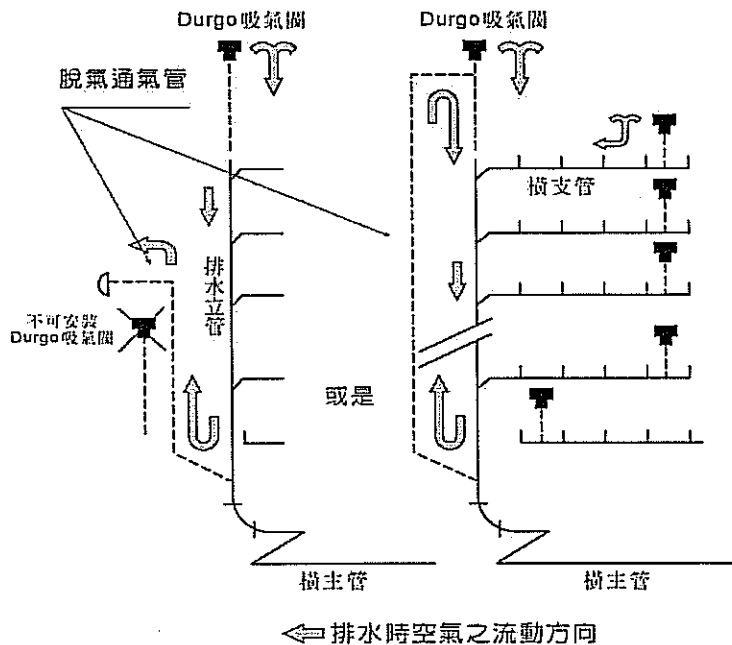 Durgo吸氣閥
Durgo吸氣閥
脫氣通氣管
橫支管
排水立管
不可安裝
Durgo吸氣閥
或是
橫主管
橫主管
排水時空氣之流動方向